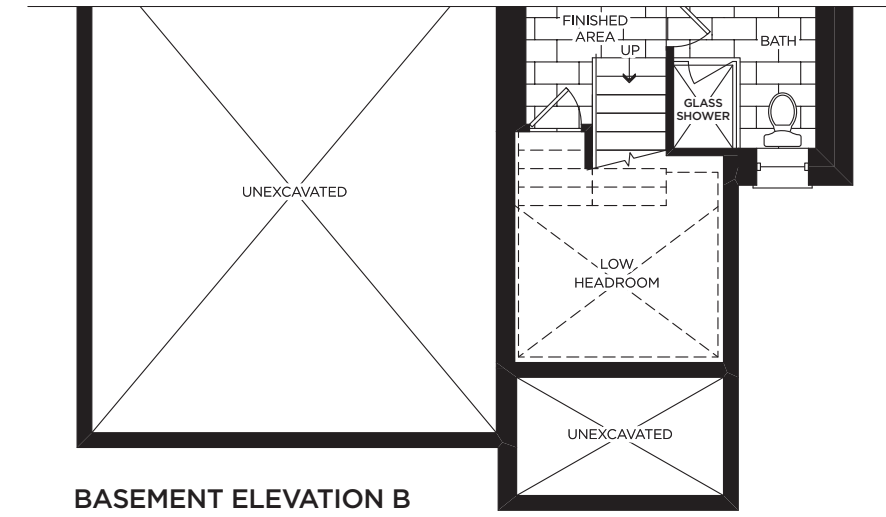 FINISHED
AREA
UP
BATH
GLASS
SHOWER
UNEXCAVATED
LOW
HEADROOM
UNEXCAVATED
BASEMENT ELEVATION B